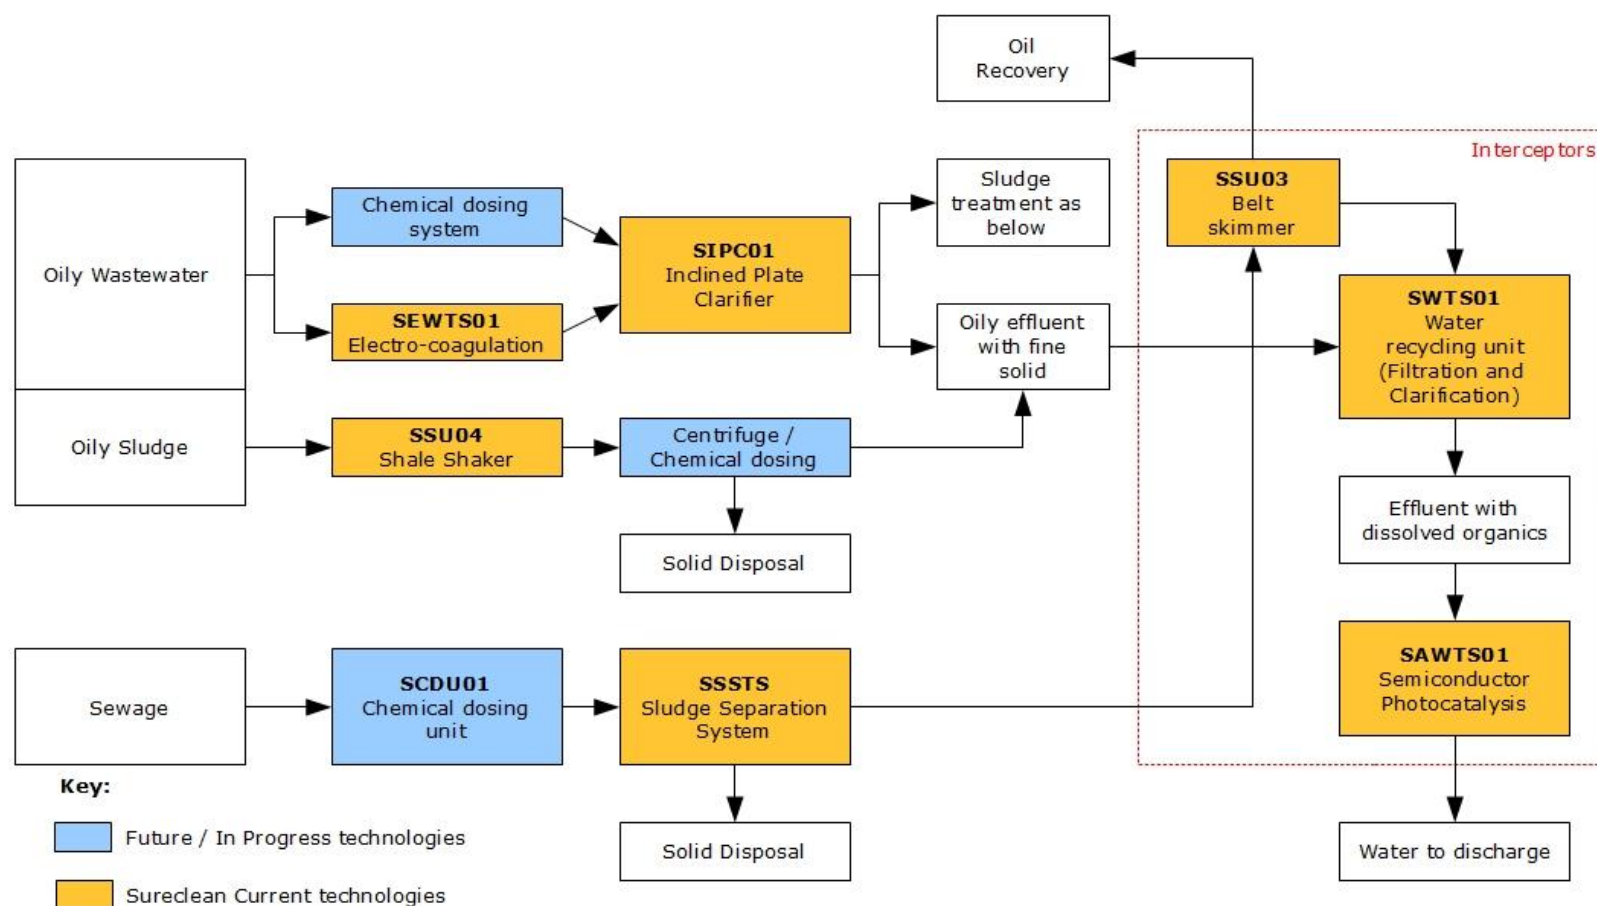 Oil
Recovery
Interceptors
Oily Wastewater
Chemical dosing
system
SEWTS01
Electro-coagulation
SIPC01
Inclined Plate
Clarifier
Sludge
treatment as
below
Oily effluent
with fine
solid
SSU03
Belt
skimmer
SWTS01
Water
recycling unit
(Filtration and
Clarification)
Oily Sludge
SSU04
Shale Shaker
Centrifuge /
Chemical dosing
Solid Disposal
Effluent with
dissolved organics
SAWTS01
Semiconductor
Photocatalysis
Sewage
SCDU01
Chemical dosing
unit
SSSTS
Sludge Separation
System
Solid Disposal
Water to discharge
Key:
Future / In Progress technologies
Sureclean Current technologies